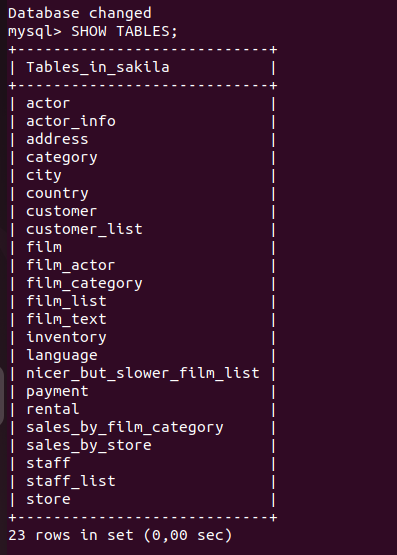 Database changed
mysql> SHOW TABLES;
+----------------------------+
| Tables_in_sakila           |
+----------------------------+
| actor                      |
| actor_info                 |
| address                    |
| category                   |
| city                       |
| country                    |
| customer                   |
| customer_list              |
| film                       |
| film_actor                 |
| film_category              |
| film_list                  |
| film_text                  |
| inventory                  |
| language                   |
| nicer_but_slower_film_list |
| payment                    |
| rental                     |
| sales_by_film_category     |
| sales_by_store             |
| staff                      |
| staff_list                 |
| store                      |
+----------------------------+
23 rows in set (0,00 sec)